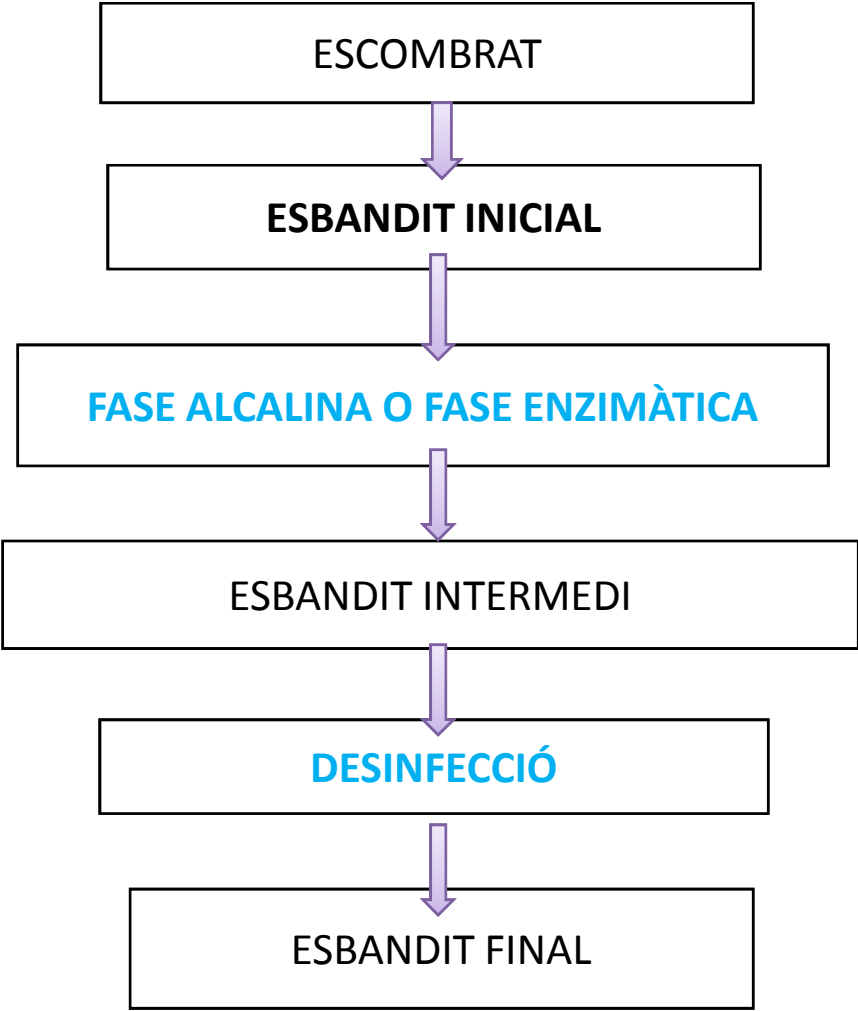 ESCOMBRAT
ESBANDIT INICIAL
FASE ALCALINA O FASE ENZIMÀTICA
ESBANDIT INTERMEDI
DESINFECCIÓ
ESBANDIT FINAL